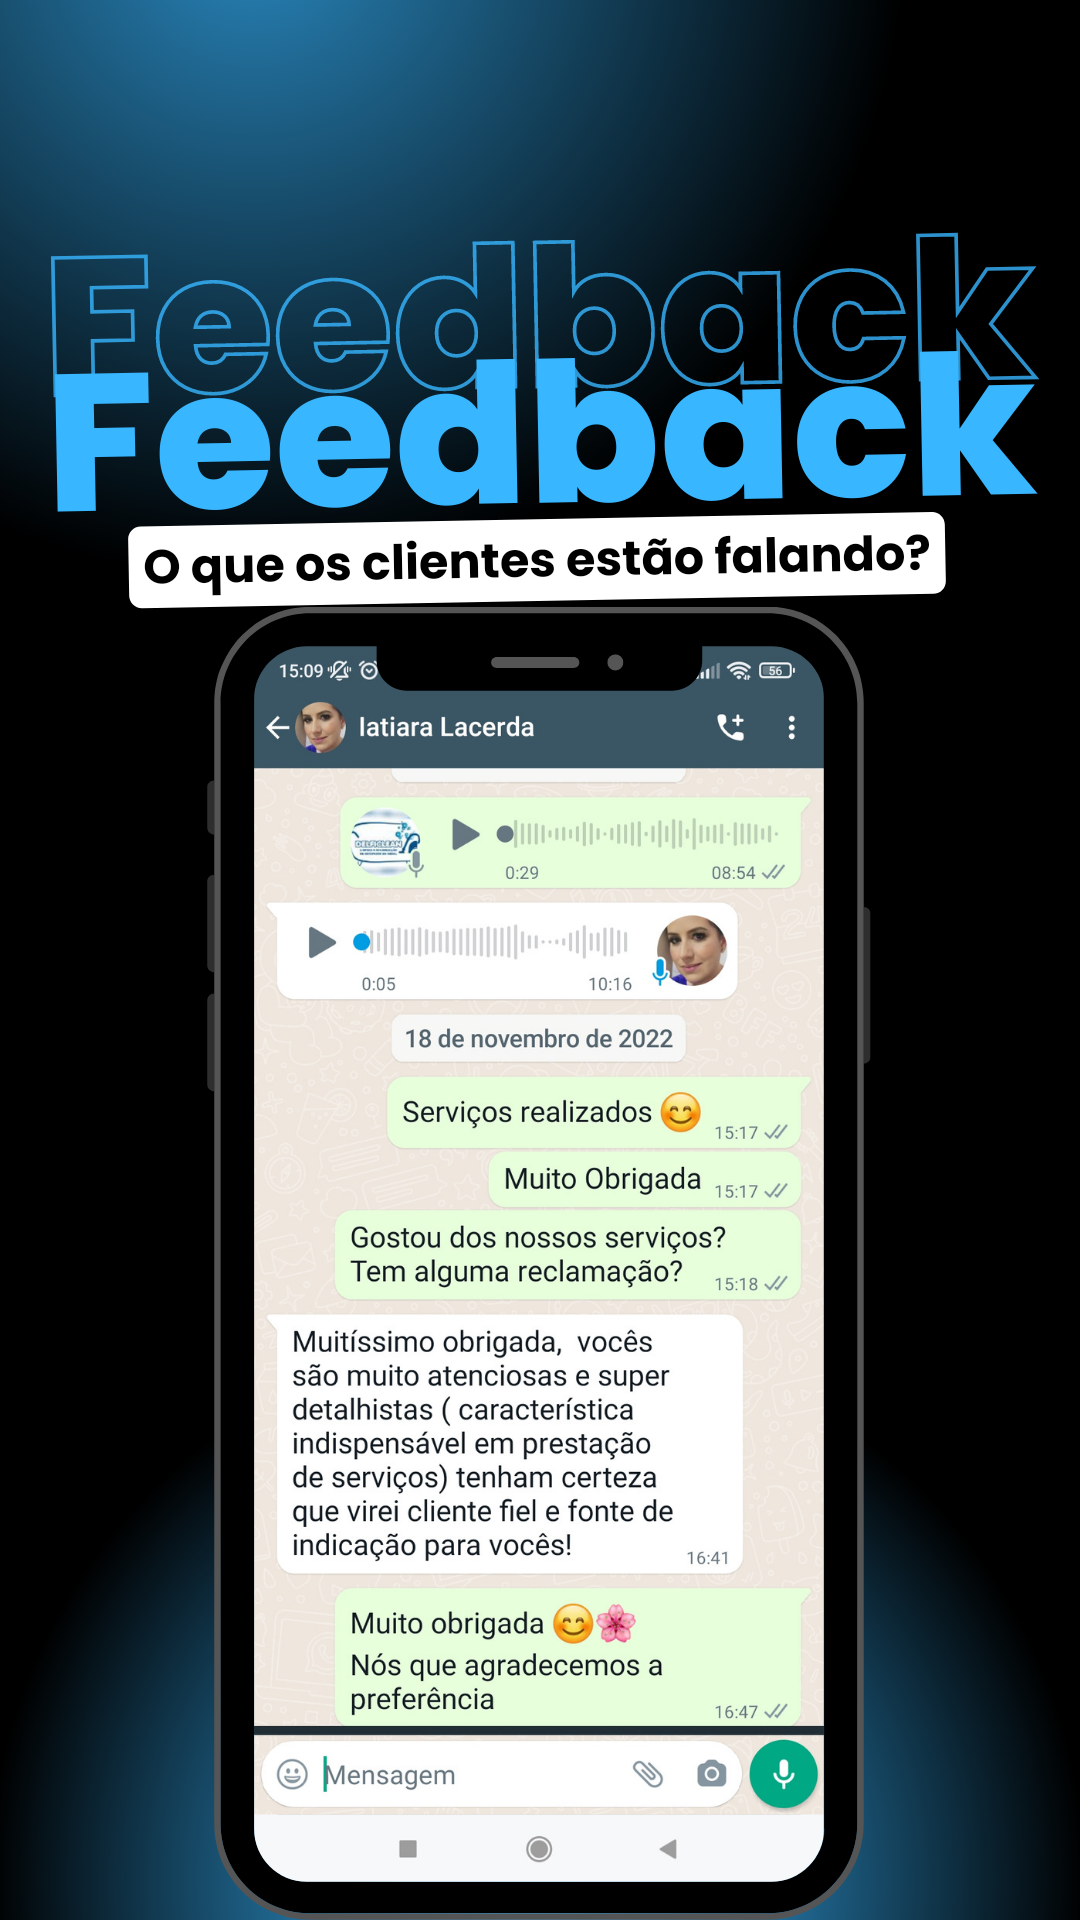 Feedback
Feedback
O que os clientes estão falando?
15:09
56
Iatiara Lacerda
DELFICLEAN
0:29
08:54
0:05
10:16
18 de novembro de 2022
Serviços realizados 😊
15:17
Muito Obrigada
15:17
Gostou dos nossos serviços?
Tem alguma reclamação?
15:18
Muitíssimo obrigada,  vocês
são muito atenciosas e super
detalhistas ( característica
indispensável em prestação
de serviços) tenham certeza
que virei cliente fiel e fonte de
indicação para vocês!
16:41
Muito obrigada 😊🌸
Nós que agradecemos a
preferência
16:47
Mensagem